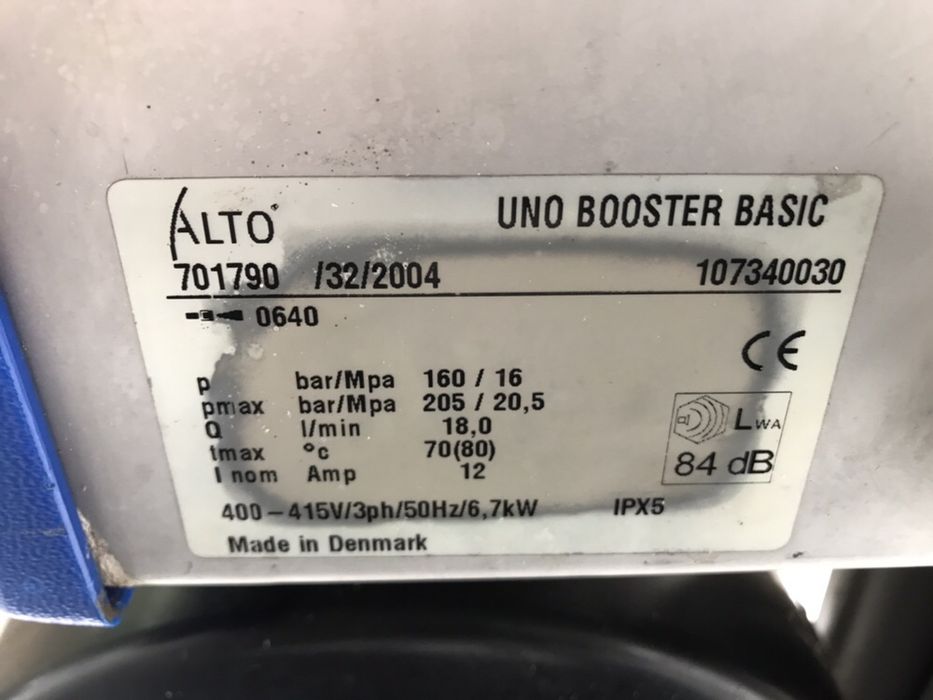 ALTO UNO BOOSTER BASIC
701790 /32/2004 107340030
0640
CE
p bar/Mpa 160 / 16
pmax bar/Mpa 205 / 20,5
Q l/min 18,0
tmax °c 70(80)
I nom Amp 12
LWA
84 dB
400-415V/3ph/50Hz/6,7kW IPX5
Made in Denmark